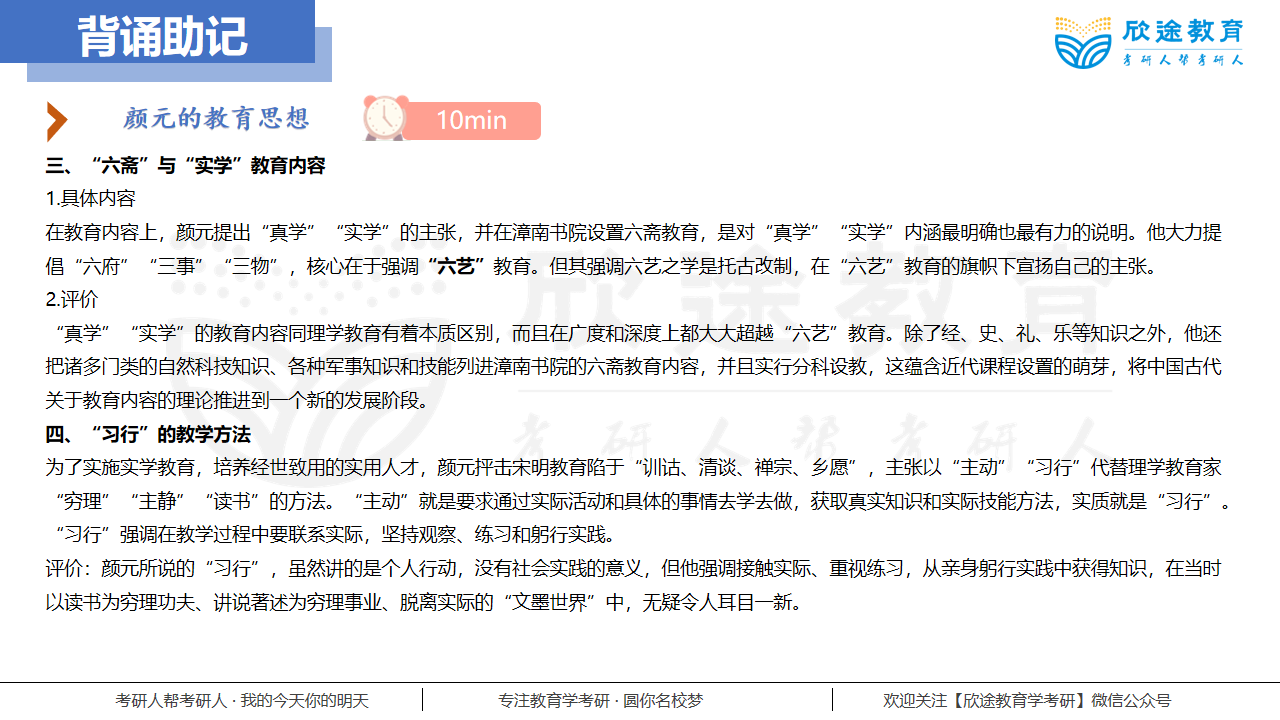 背诵助记
欣途教育
考研人帮考研人
颜元的教育思想
10min
三、“六斋”与“实学”教育内容
1.具体内容
在教育内容上，颜元提出“真学”“实学”的主张，并在漳南书院设置六斋教育，是对“真学”“实学”内涵最明确也最有力的说明。他大力提
倡“六府”“三事”“三物”，核心在于强调“六艺”教育。但其强调六艺之学是托古改制，在“六艺”教育的旗帜下宣扬自己的主张。
2.评价
“真学”“实学”的教育内容同理学教育有着本质区别，而且在广度和深度上都大大超越“六艺”教育。除了经、史、礼、乐等知识之外，他还
把诸多门类的自然科技知识、各种军事知识和技能列进漳南书院的六斋教育内容，并且实行分科设教，这蕴含近代课程设置的萌芽，将中国古代
关于教育内容的理论推进到一个新的发展阶段。
四、“习行”的教学方法
为了实施实学教育，培养经世致用的实用人才，颜元抨击宋明教育陷于“训诂、清谈、禅宗、乡愿”，主张以“主动”“习行”代替理学教育家
“穷理”“主静”“读书”的方法。“主动”就是要求通过实际活动和具体的事情去学去做，获取真实知识和实际技能方法，实质就是“习行”。
“习行”强调在教学过程中要联系实际，坚持观察、练习和躬行实践。
评价：颜元所说的“习行”，虽然讲的是个人行动，没有社会实践的意义，但他强调接触实际、重视练习，从亲身躬行实践中获得知识，在当时
以读书为穷理功夫、讲说著述为穷理事业、脱离实际的“文墨世界”中，无疑令人耳目一新。
欣途教育
考研人帮考研人
考研人帮考研人 · 我的今天你的明天
专注教育学考研 · 圆你名校梦
欢迎关注【欣途教育学考研】微信公众号